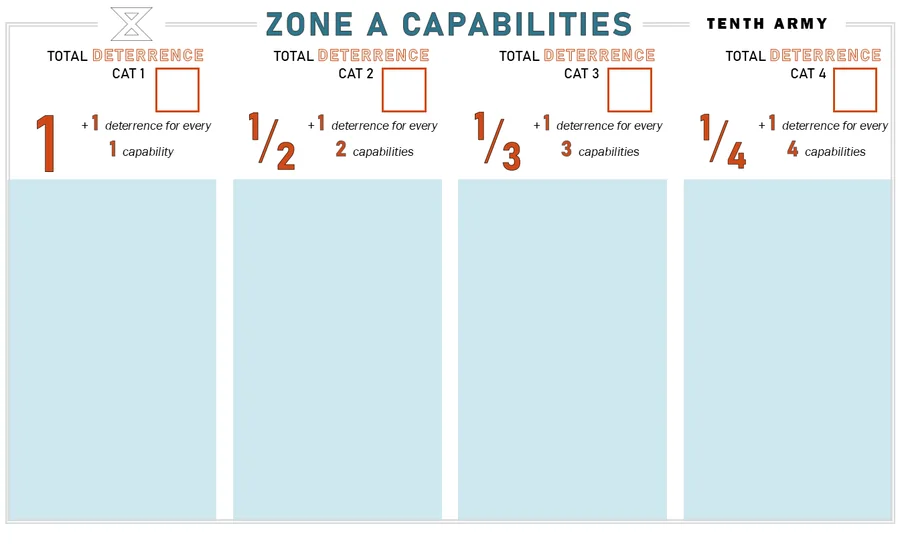 ZONE A CAPABILITIES
TENTH ARMY
TOTAL DETERRENCE
CAT 1
1
+ 1 deterrence for every
1 capability
TOTAL DETERRENCE
CAT 2
1/2
+ 1 deterrence for every
2 capabilities
TOTAL DETERRENCE
CAT 3
1/3
+ 1 deterrence for every
3 capabilities
TOTAL DETERRENCE
CAT 4
1/4
+ 1 deterrence for every
4 capabilities